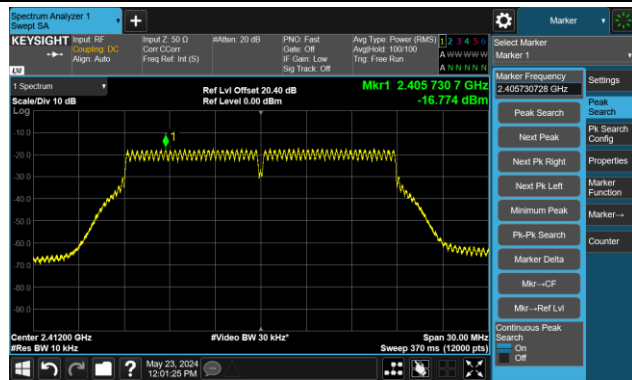 Spectrum Analyzer 1
Swept SA
Marker
KEYSIGHT
Input: RF
Coupling: DC
Align: Auto
Input Z: 50 Ω
Corr CCorr
Freq Ref: Int (S)
#Atten: 20 dB
PNO: Fast
Gate: Off
IF Gain: Low
Sig Track: Off
Avg Type: Power (RMS)
Avg|Hold: 100/100
Trig: Free Run
1 2 3 4 5 6
A W W W W W
A N N N N N
LXI
Select Marker
Marker 1
1 Spectrum
Scale/Div 10 dB
Log
Ref Lvl Offset 20.40 dB
Ref Level 0.00 dBm
Mkr1 2.405 730 7 GHz
-16.774 dBm
-10.0
-20.0
-30.0
-40.0
-50.0
-60.0
-70.0
-80.0
-90.0
1
Center 2.41200 GHz
#Res BW 10 kHz
#Video BW 30 kHz*
Span 30.00 MHz
Sweep 370 ms (12000 pts)
Marker Frequency
2.405730728 GHz
Peak Search
Next Peak
Next Pk Right
Next Pk Left
Minimum Peak
Pk-Pk Search
Marker Delta
Mkr→CF
Mkr→Ref Lvl
Continuous Peak
Search
On
Off
Settings
Peak
Search
Pk Search
Config
Properties
Marker
Function
Marker→
Counter
?
May 23, 2024
12:01:25 PM